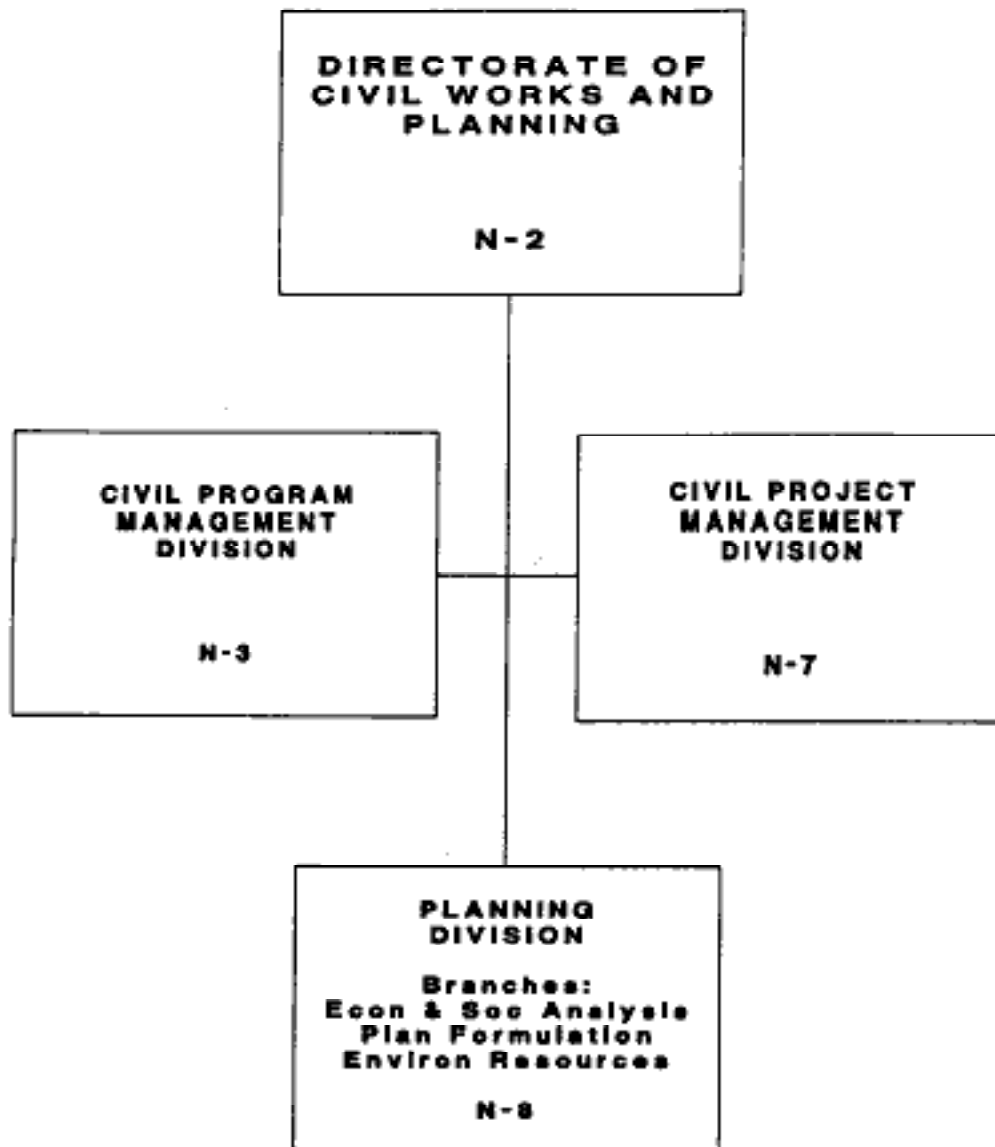 DIRECTORATE OF
CIVIL WORKS AND
PLANNING
N-2
CIVIL PROGRAM
MANAGEMENT
DIVISION
N-3
CIVIL PROJECT
MANAGEMENT
DIVISION
N-7
PLANNING
DIVISION
Branches:
Econ & Soc Analysis
Plan Formulation
Environ Resources
N-8